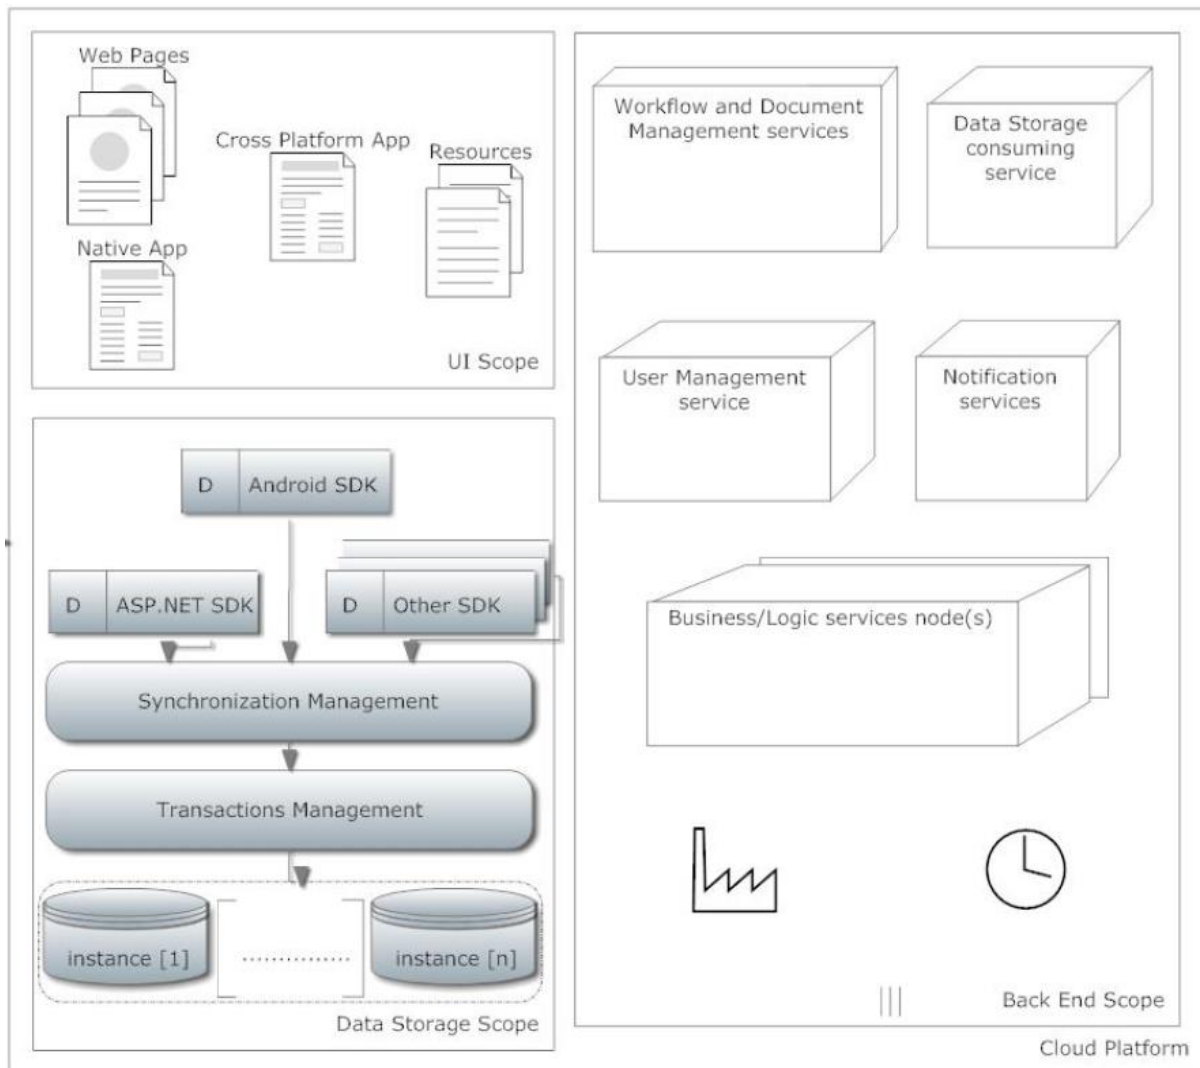 Web Pages
Cross Platform App
Resources
Native App
UI Scope
D
Android SDK
D
ASP.NET SDK
D
Other SDK
Synchronization Management
Transactions Management
instance [1]
....................
instance [n]
Data Storage Scope
Workflow and Document
Management services
Data Storage
consuming
service
User Management
service
Notification
services
Business/Logic services node(s)
Back End Scope
Cloud Platform